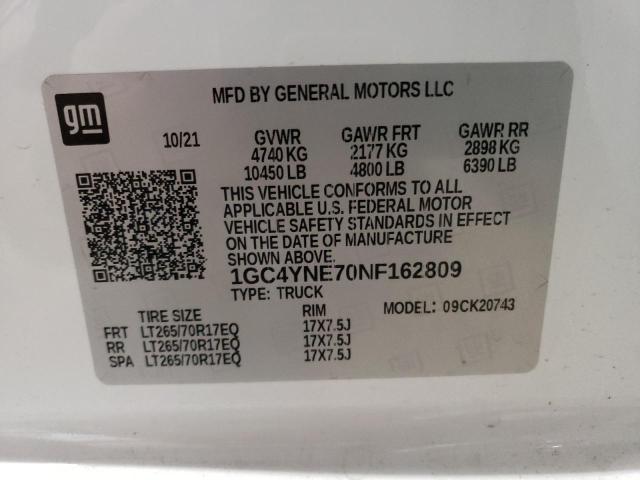 gm
MFD BY GENERAL MOTORS LLC
10/21 GVWR GAWR FRT GAWR RR
4740 KG 2177 KG 2898 KG
10450 LB 4800 LB 6390 LB
THIS VEHICLE CONFORMS TO ALL
APPLICABLE U.S. FEDERAL MOTOR
VEHICLE SAFETY STANDARDS IN EFFECT
ON THE DATE OF MANUFACTURE
SHOWN ABOVE.
1GC4YNE70NF162809
TYPE: TRUCK MODEL: 09CK20743
TIRE SIZE RIM
FRT LT265/70R17EQ 17X7.5J
RR LT265/70R17EQ 17X7.5J
SPA LT265/70R17EQ 17X7.5J